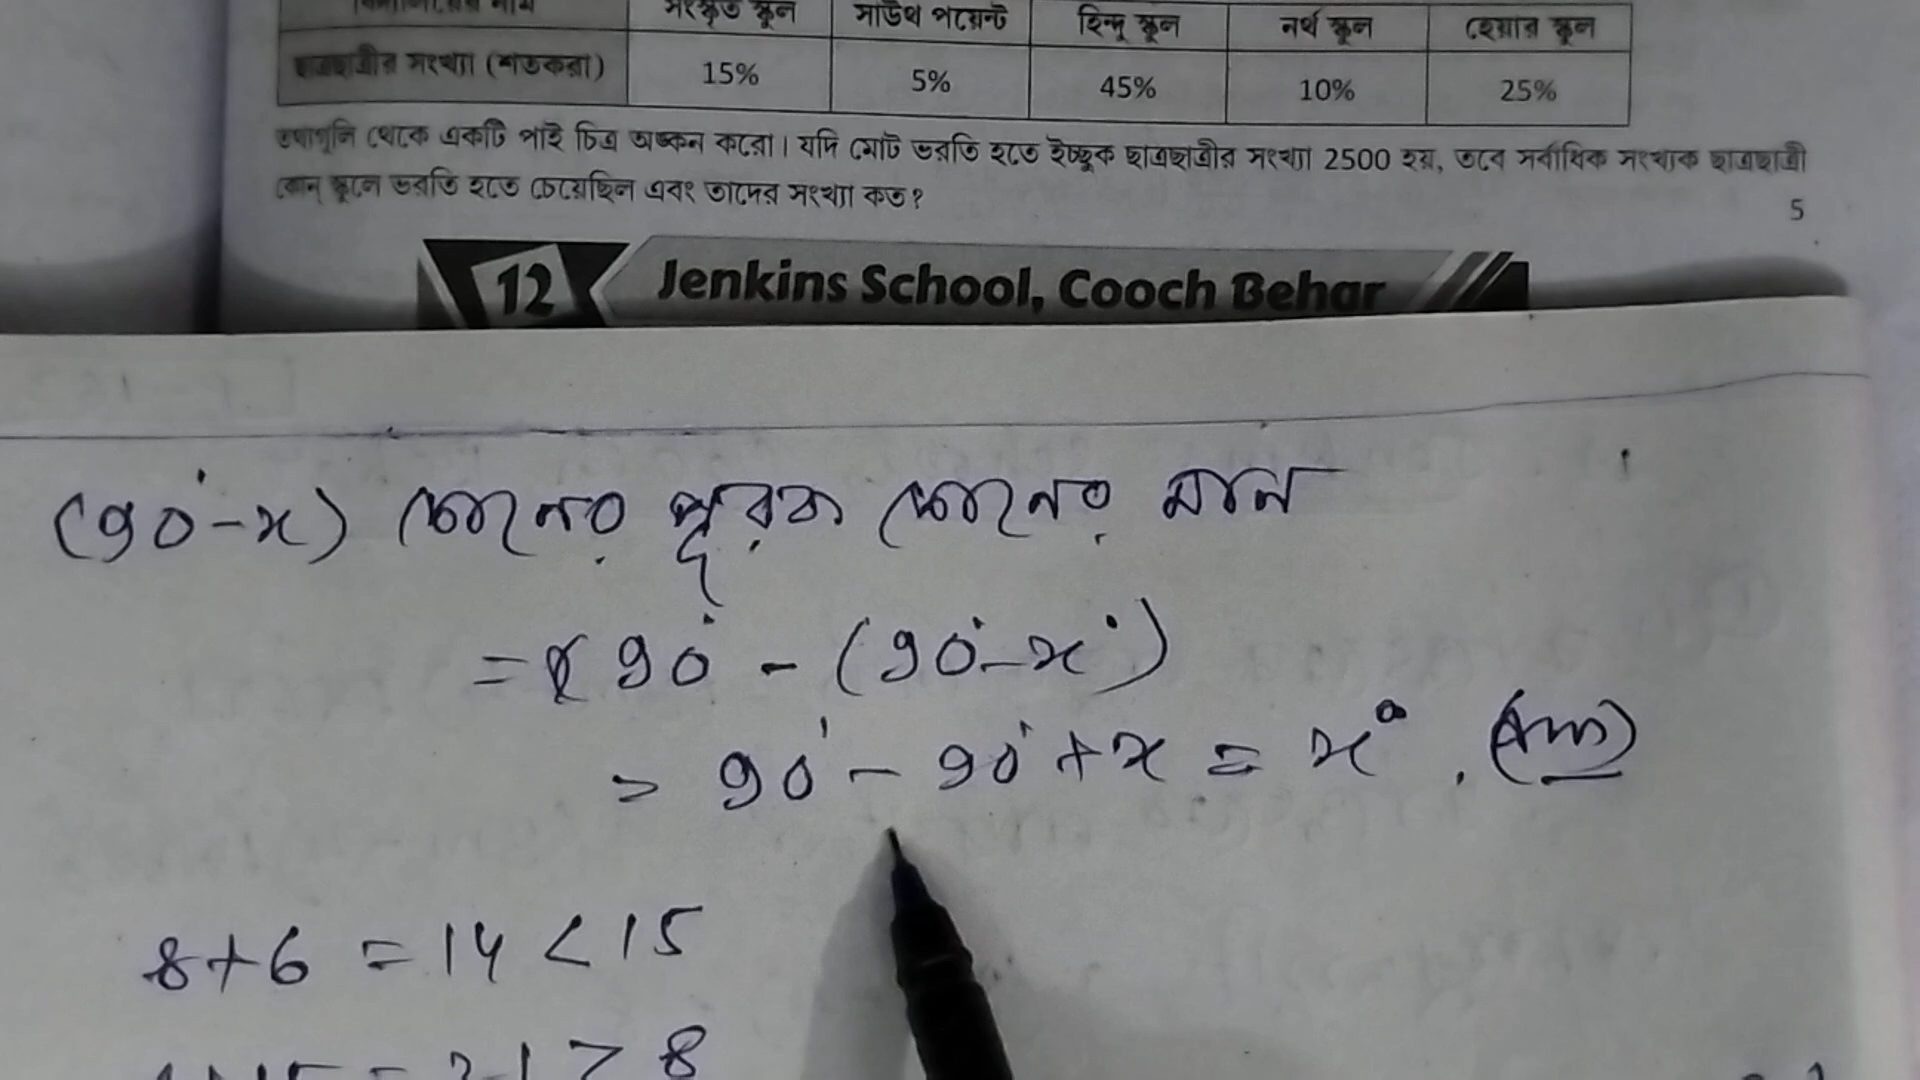 সংস্কৃত স্কুল সাউথ পয়েন্ট হিন্দু স্কুল নর্থ স্কুল হেয়ার স্কুল
ছাত্রছাত্রীর সংখ্যা (শতকরা) 15% 5% 45% 10% 25%
তথ্যগুলি থেকে একটি পাই চিত্র অঙ্কন করো। যদি মোট ভরতি হতে ইচ্ছুক ছাত্রছাত্রীর সংখ্যা 2500 হয়, তবে সর্বাধিক সংখ্যক ছাত্রছাত্রী
কোন্ স্কুলে ভরতি হতে চেয়েছিল এবং তাদের সংখ্যা কত? 5
12 Jenkins School, Cooch Behar
(90°-x) কোণের পূরক কোণের মান
= 90° - (90°-x°)
= 90° - 90° + x = x°. (Ans)
8+6 = 14 < 15
= 21 > 8